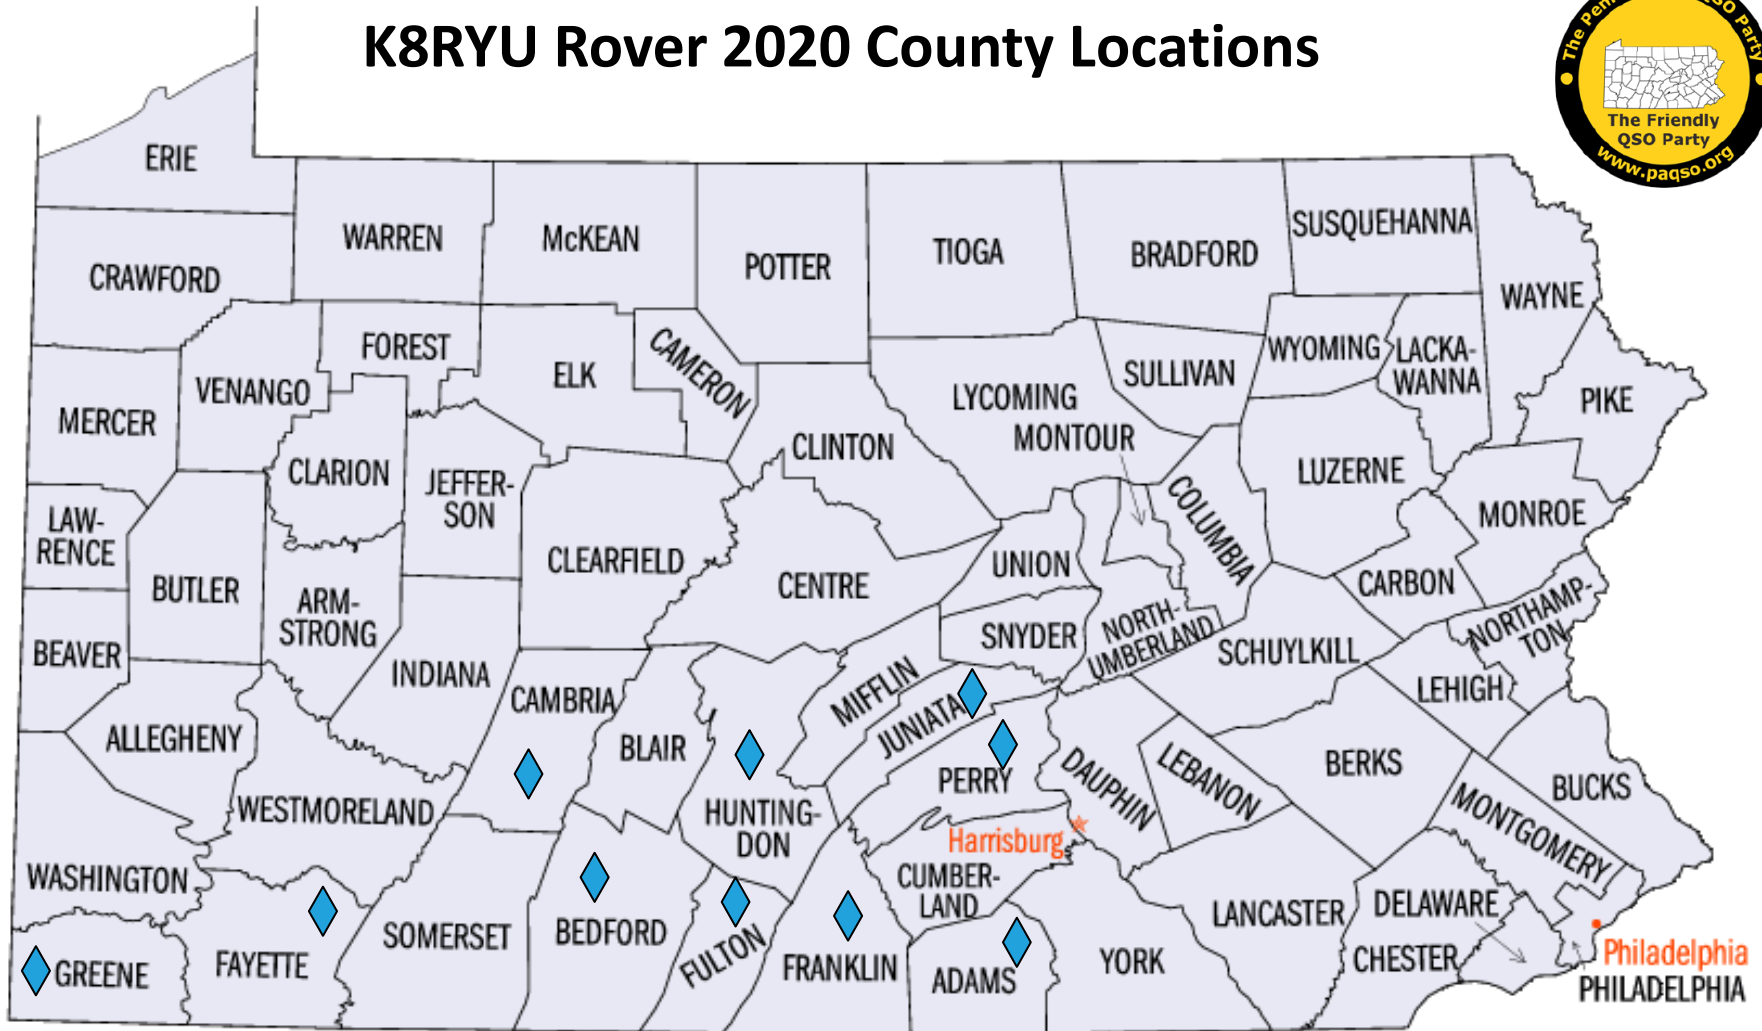 K8RYU Rover 2020 County Locations
QSO Party
The Friendly
QSO Party
www.paqso.org
ERIE
WARREN
McKEAN
POTTER
TIOGA
BRADFORD
SUSQUEHANNA
CRAWFORD
WAYNE
FOREST
ELK
CAMERON
SULLIVAN
WYOMING
LACKA-
WANNA
VENANGO
MERCER
LYCOMING
PIKE
MONTOUR
CLINTON
CLARION
JEFFER-
SON
LUZERNE
COLUMBIA
MONROE
LAW-
RENCE
CLEARFIELD
UNION
CENTRE
CARBON
BUTLER
ARM-
STRONG
NORTHAMP-
TON
SNYDER
NORTH-
UMBERLAND
SCHUYLKILL
BEAVER
INDIANA
CAMBRIA
MIFFLIN
LEHIGH
JUNIATA
ALLEGHENY
BLAIR
PERRY
DAUPHIN
LEBANON
BERKS
BUCKS
WESTMORELAND
HUNTING-
DON
MONTGOMERY
Harrisburg
WASHINGTON
CUMBER-
LAND
LANCASTER
DELAWARE
SOMERSET
BEDFORD
FULTON
FRANKLIN
ADAMS
YORK
CHESTER
Philadelphia
PHILADELPHIA
GREENE
FAYETTE